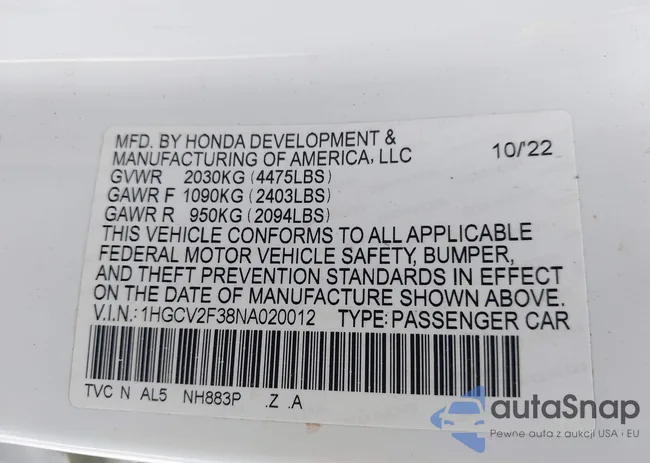 MFD. BY HONDA DEVELOPMENT &
MANUFACTURING OF AMERICA, LLC 10/'22
GVWR 2030KG (4475LBS)
GAWR F 1090KG (2403LBS)
GAWR R 950KG (2094LBS)
THIS VEHICLE CONFORMS TO ALL APPLICABLE
FEDERAL MOTOR VEHICLE SAFETY, BUMPER,
AND THEFT PREVENTION STANDARDS IN EFFECT
ON THE DATE OF MANUFACTURE SHOWN ABOVE.
V.I.N.:1HGCV2F38NA020012 TYPE:PASSENGER CAR
TVC N AL5 NH883P .Z .A
autaSnap
Pewne auta z aukcji USA i EU